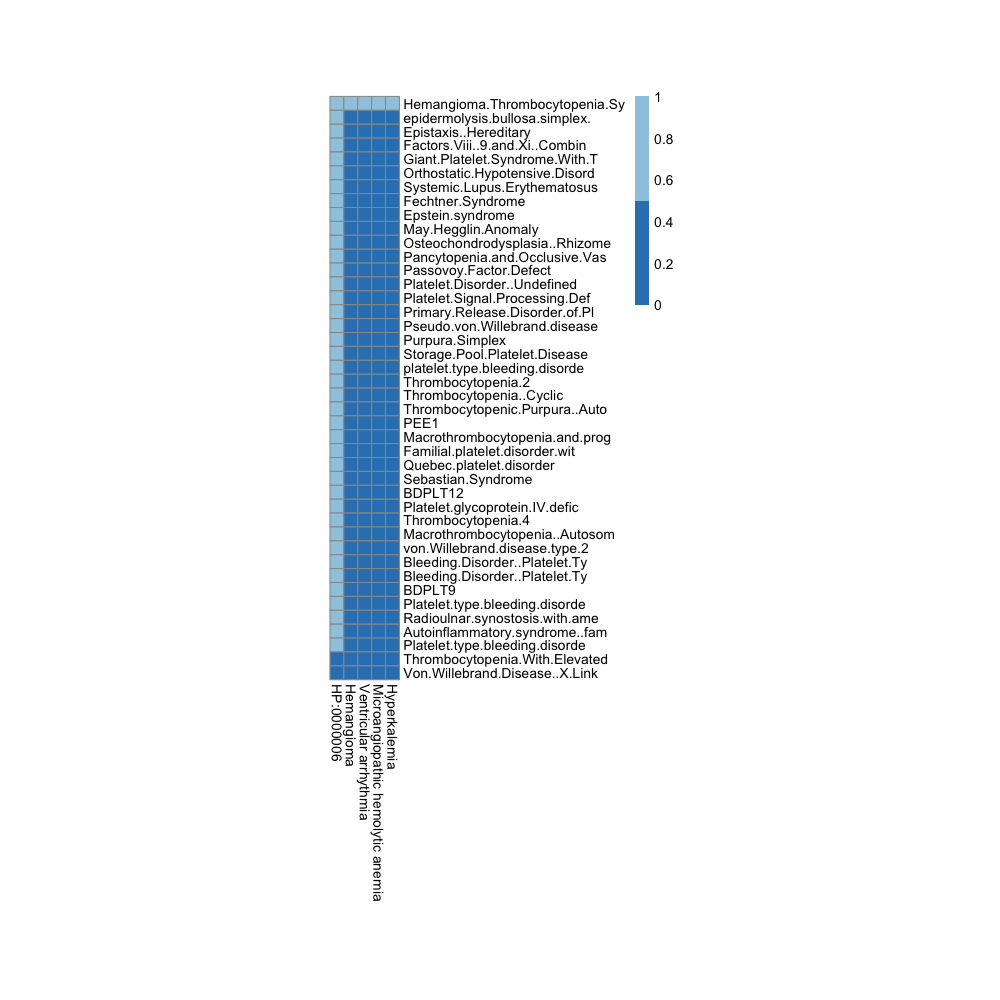 Hemangioma.Thrombocytopenia.Sy
epidermolysis.bullosa.simplex.
Epistaxis..Hereditary
Factors.Viii..9.and.Xi..Combin
Giant.Platelet.Syndrome.With.T
Orthostatic.Hypotensive.Disord
Systemic.Lupus.Erythematosus
Fechtner.Syndrome
Epstein.syndrome
May.Hegglin.Anomaly
Osteochondrodysplasia..Rhizome
Pancytopenia.and.Occlusive.Vas
Passovoy.Factor.Defect
Platelet.Disorder..Undefined
Platelet.Signal.Processing.Def
Primary.Release.Disorder.of.Pl
Pseudo.von.Willebrand.disease
Purpura.Simplex
Storage.Pool.Platelet.Disease
platelet.type.bleeding.disorde
Thrombocytopenia.2
Thrombocytopenia..Cyclic
Thrombocytopenic.Purpura..Auto
PEE1
Macrothrombocytopenia.and.prog
Familial.platelet.disorder.wit
Quebec.platelet.disorder
Sebastian.Syndrome
BDPLT12
Platelet.glycoprotein.IV.defic
Thrombocytopenia.4
Macrothrombocytopenia..Autosom
von.Willebrand.disease.type.2
Bleeding.Disorder..Platelet.Ty
Bleeding.Disorder..Platelet.Ty
BDPLT9
Platelet.type.bleeding.disorde
Radioulnar.synostosis.with.ame
Autoinflammatory.syndrome..fam
Platelet.type.bleeding.disorde
Thrombocytopenia.With.Elevated
Von.Willebrand.Disease..X.Link
1
0.8
0.6
0.4
0.2
0
HP:0000006
Hemangioma
Ventricular arrhythmia
Microangiopathic hemolytic anemia
Hyperkalemia